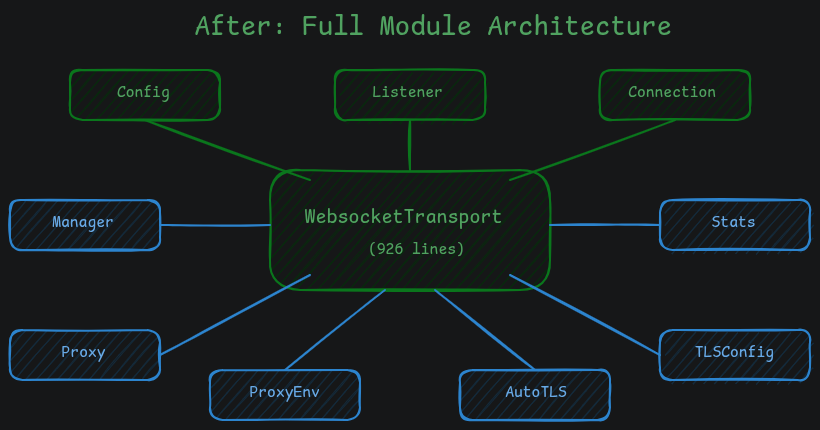 After: Full Module Architecture
Config
Listener
Connection
WebsocketTransport
(926 lines)
Manager
Stats
Proxy
TLSConfig
ProxyEnv
AutoTLS